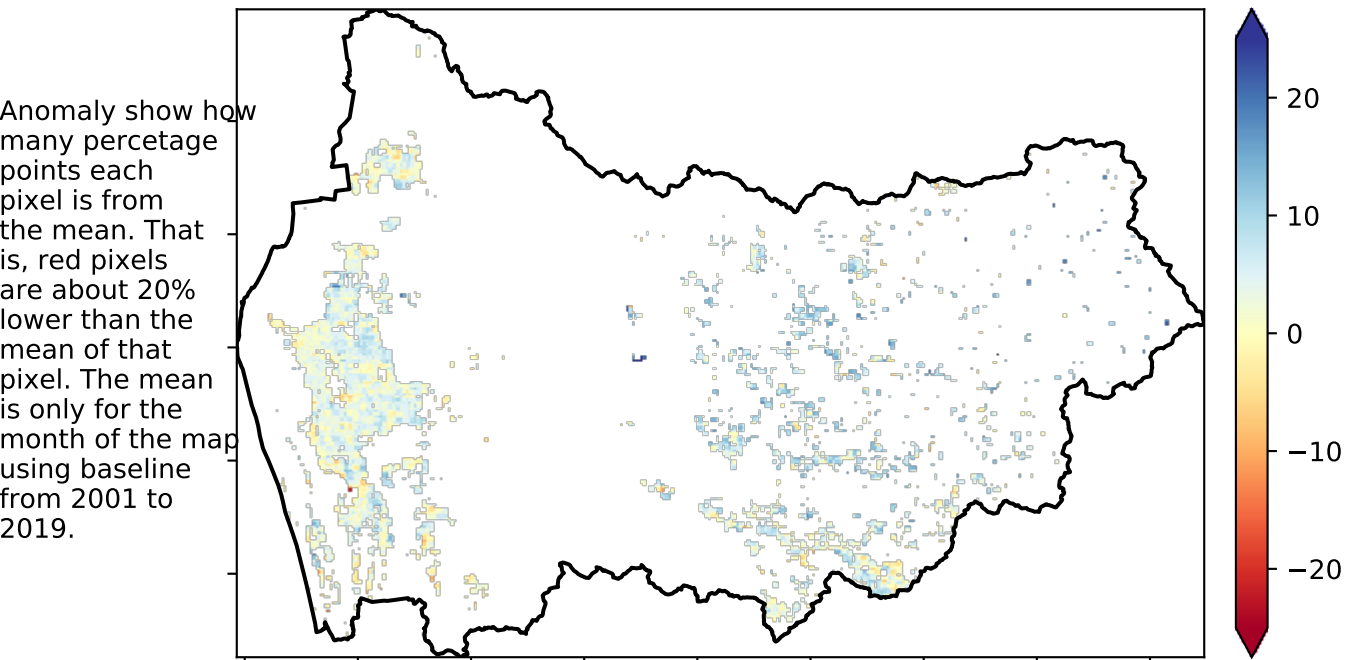 Anomaly show how
many percetage
points each
pixel is from
the mean. That
is, red pixels
are about 20%
lower than the
mean of that
pixel. The mean
is only for the
month of the map
using baseline
from 2001 to
2019.
20
10
0
−10
−20